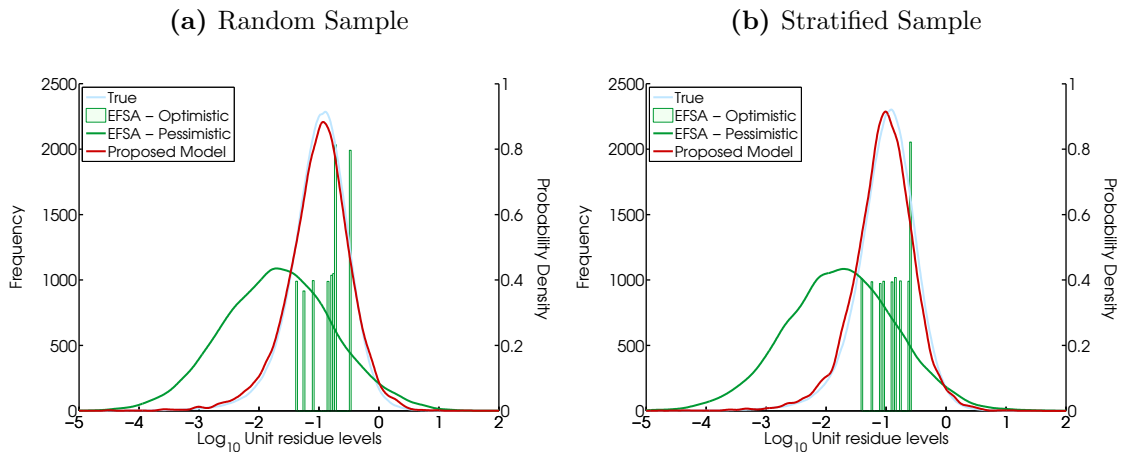 (a) Random Sample
2500
2000
1500
1000
500
0
Frequency
1
0.8
0.6
0.4
0.2
0
Probability Density
True
EFSA − Optimistic
EFSA − Pessimistic
Proposed Model
−5 −4 −3 −2 −1 0 1 2
Log10 Unit residue levels
(b) Stratified Sample
2500
2000
1500
1000
500
0
Frequency
1
0.8
0.6
0.4
0.2
0
Probability Density
True
EFSA − Optimistic
EFSA − Pessimistic
Proposed Model
−5 −4 −3 −2 −1 0 1 2
Log10 Unit residue levels